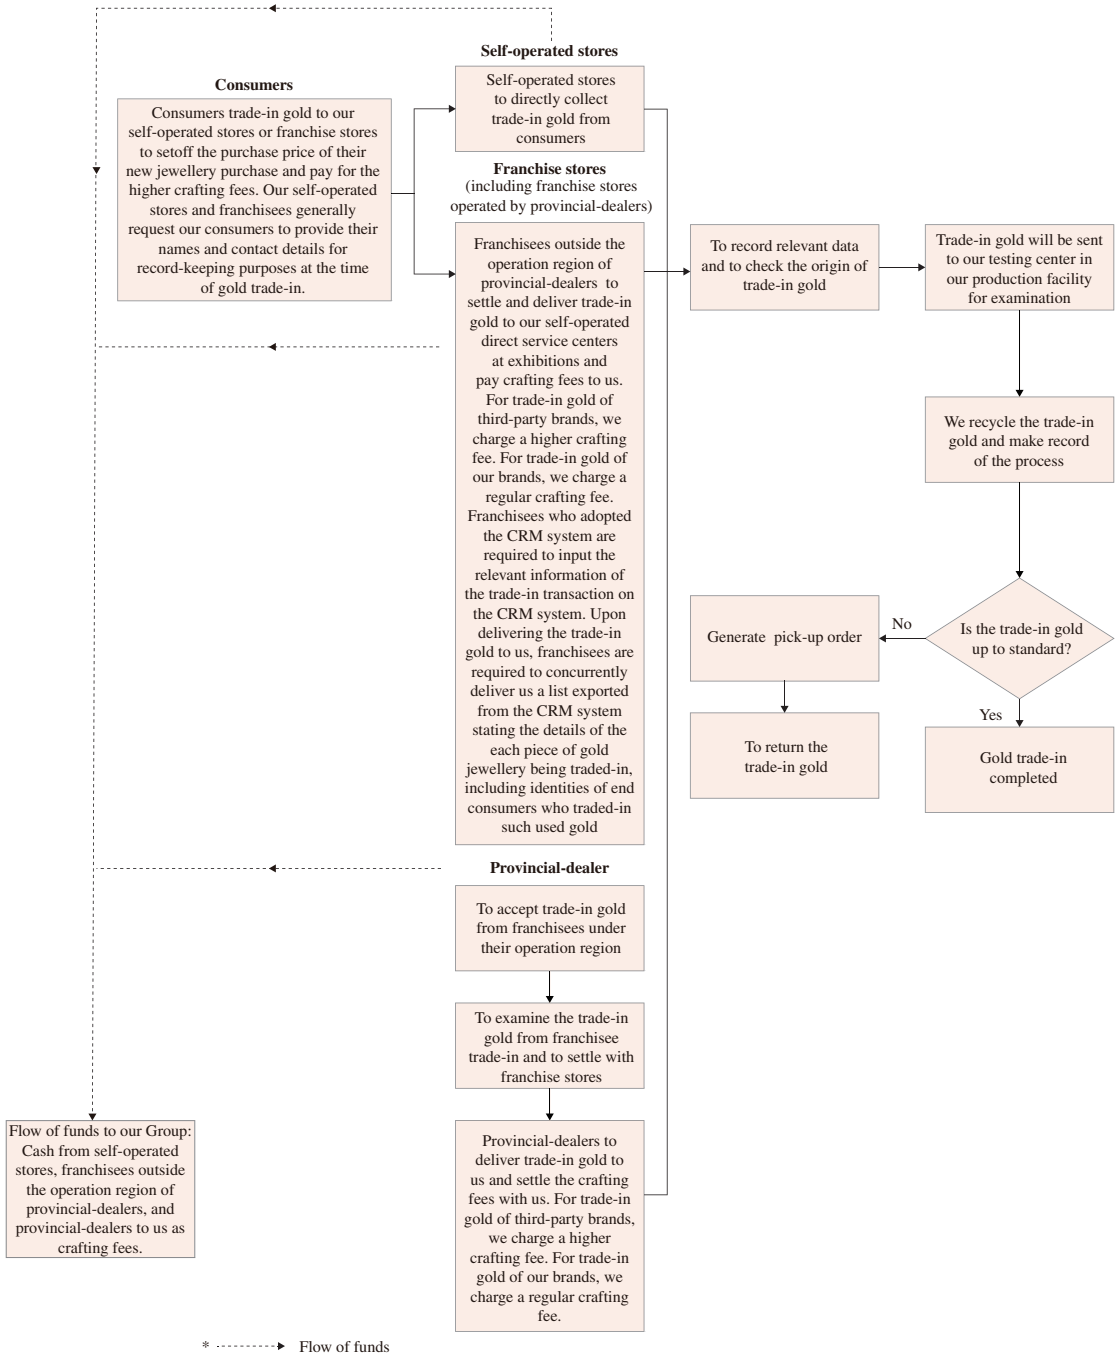 Self-operated stores
Self-operated stores
to directly collect
trade-in gold from
consumers
Consumers
Consumers trade-in gold to our
self-operated stores or franchise stores
to setoff the purchase price of their
new jewellery purchase and pay for the
higher crafting fees. Our self-operated
stores and franchisees generally
request our consumers to provide their
names and contact details for
record-keeping purposes at the time
of gold trade-in.
Franchise stores
(including franchise stores
operated by provincial-dealers)
Franchisees outside the
operation region of
provincial-dealers to
settle and deliver trade-in
gold to our self-operated
direct service centers
at exhibitions and
pay crafting fees to us.
For trade-in gold of
third-party brands, we
charge a higher crafting
fee. For trade-in gold of
our brands, we charge a
regular crafting fee.
Franchisees who adopted
the CRM system are
required to input the
relevant information of
the trade-in transaction on
the CRM system. Upon
delivering the trade-in
gold to us, franchisees are
required to concurrently
deliver us a list exported
from the CRM system
stating the details of the
each piece of gold
jewellery being traded-in,
including identities of end
consumers who traded-in
such used gold
To record relevant data
and to check the origin of
trade-in gold
Trade-in gold will be sent
to our testing center in
our production facility
for examination
We recycle the trade-in
gold and make record
of the process
Is the trade-in gold
up to standard?
No
Generate pick-up order
To return the
trade-in gold
Yes
Gold trade-in
completed
Provincial-dealer
To accept trade-in gold
from franchisees under
their operation region
To examine the trade-in
gold from franchisee
trade-in and to settle with
franchise stores
Provincial-dealers to
deliver trade-in gold to
us and settle the crafting
fees with us. For trade-in
gold of third-party brands,
we charge a higher
crafting fee. For trade-in
gold of our brands, we
charge a regular crafting
fee.
Flow of funds to our Group:
Cash from self-operated
stores, franchisees outside
the operation region of
provincial-dealers, and
provincial-dealers to us as
crafting fees.
* Flow of funds